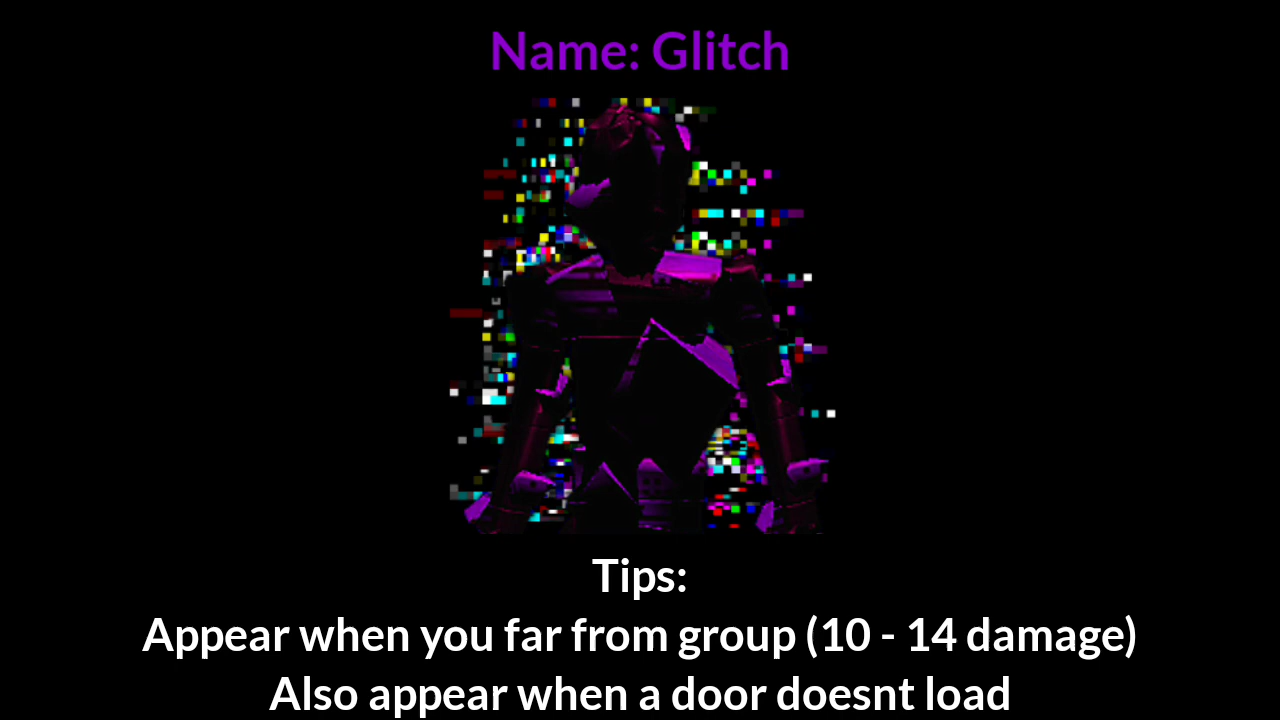 Name: Glitch
Tips:
Appear when you far from group (10 - 14 damage)
Also appear when a door doesnt load